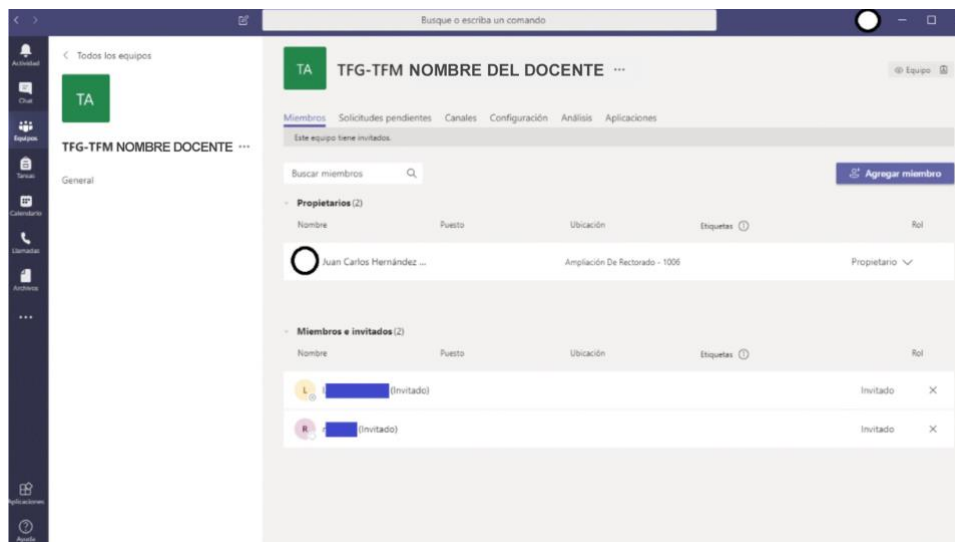 Busque o escriba un comando
Actividad
Chat
Equipos
Tareas
Calendario
Llamadas
Archivos
Aplicaciones
Ayuda
Todos los equipos
TA
TFG-TFM NOMBRE DOCENTE ...
General
TA
TFG-TFM NOMBRE DEL DOCENTE ...
Equipo
Miembros Solicitudes pendientes Canales Configuración Análisis Aplicaciones
Este equipo tiene invitados.
Buscar miembros
Agregar miembro
Propietarios (2)
Nombre Puesto Ubicación Etiquetas Rol
Juan Carlos Hernández ... Ampliación De Rectorado - 1006 Propietario
Miembros e invitados (2)
Nombre Puesto Ubicación Etiquetas Rol
L (Invitado) Invitado
R (Invitado) Invitado